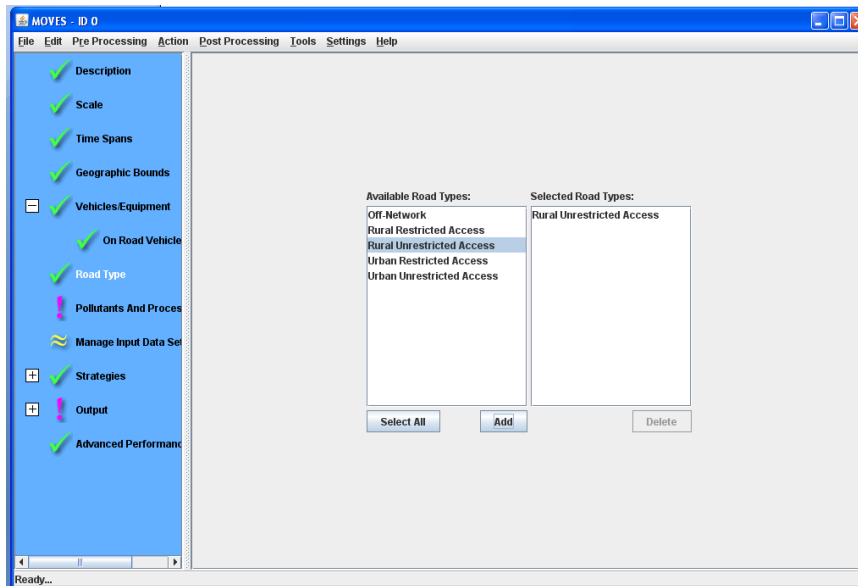 MOVES - ID 0
File Edit Pre Processing Action Post Processing Tools Settings Help
Description
Scale
Time Spans
Geographic Bounds
Vehicles/Equipment
On Road Vehicle
Road Type
Pollutants And Proces
Manage Input Data Set
Strategies
Output
Advanced Performanc
Available Road Types:
Off-Network
Rural Restricted Access
Rural Unrestricted Access
Urban Restricted Access
Urban Unrestricted Access
Select All
Add
Selected Road Types:
Rural Unrestricted Access
Delete
Ready...